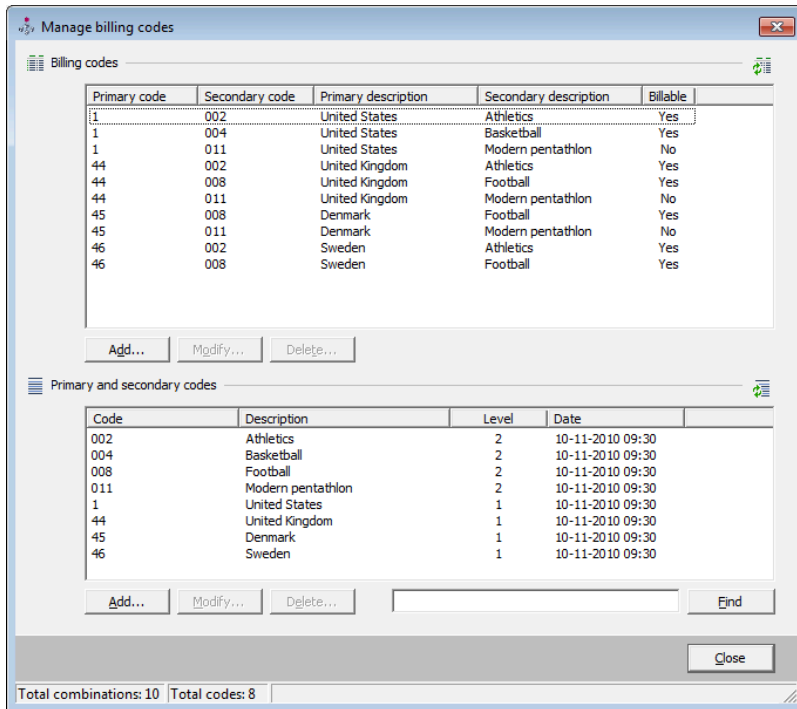 Manage billing codes
Billing codes
Primary code Secondary code Primary description Secondary description Billable
1 002 United States Athletics Yes
1 004 United States Basketball Yes
1 011 United States Modern pentathlon No
44 002 United Kingdom Athletics Yes
44 008 United Kingdom Football Yes
44 011 United Kingdom Modern pentathlon No
45 008 Denmark Football Yes
45 011 Denmark Modern pentathlon No
46 002 Sweden Athletics Yes
46 008 Sweden Football Yes
Add... Modify... Delete...
Primary and secondary codes
Code Description Level Date
002 Athletics 2 10-11-2010 09:30
004 Basketball 2 10-11-2010 09:30
008 Football 2 10-11-2010 09:30
011 Modern pentathlon 2 10-11-2010 09:30
1 United States 1 10-11-2010 09:30
44 United Kingdom 1 10-11-2010 09:30
45 Denmark 1 10-11-2010 09:30
46 Sweden 1 10-11-2010 09:30
Add... Modify... Delete... Find
Close
Total combinations: 10 Total codes: 8